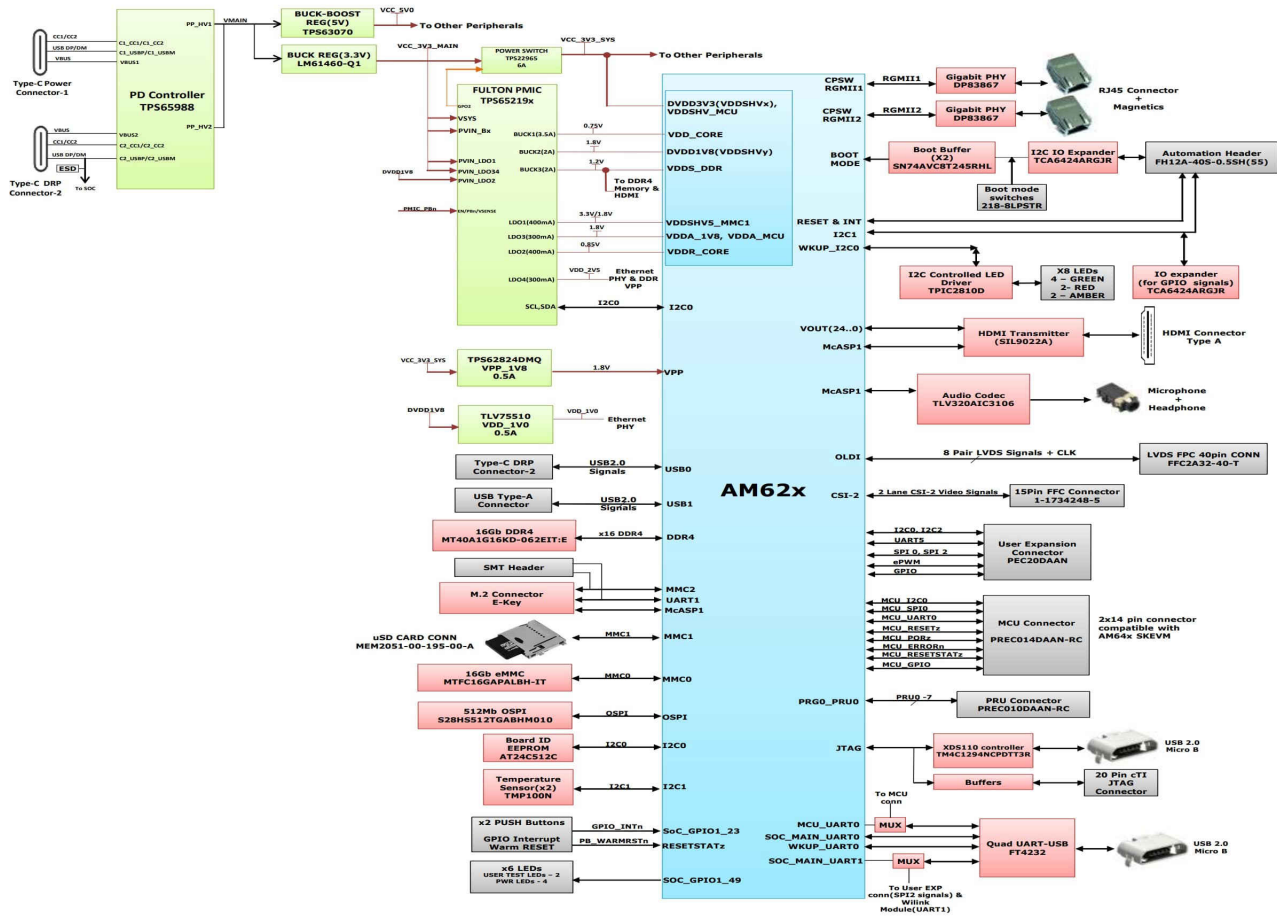 CC1/CC2
USB DP/DM
VBUS
Type-C Power
Connector-1
C1_CC1/C1_CC2
C1_USBP/C1_USBM
VBUS1
PD Controller
TPS65988
PP_HV1
PP_HV2
VMAIN
VBUS
CC1/CC2
USB DP/DM
ESD
To SOC
Type-C DRP
Connector-2
VBUS2
C2_CC1/C2_CC2
C2_USBP/C2_USBM
BUCK-BOOST
REG(5V)
TPS63070
VCC_5V0
To Other Peripherals
BUCK REG(3.3V)
LM61460-Q1
VCC_3V3_MAIN
POWER SWITCH
TPS22965
6A
VCC_3V3_SYS
To Other Peripherals
FULTON PMIC
TPS65219x
GPO2
VSYS
PVIN_Bx
PVIN_LDO1
PVIN_LDO34
PVIN_LDO2
DVDD1V8
PMIC_PBn
EN/PBn/VSENSE
BUCK1(3.5A)
BUCK2(2A)
BUCK3(2A)
LDO1(400mA)
LDO3(300mA)
LDO2(400mA)
LDO4(300mA)
SCL,SDA
0.75V
1.8V
1.2V
To DDR4
Memory &
HDMI
3.3V/1.8V
1.8V
0.85V
VDD_2V5
Ethernet
PHY & DDR
VPP
I2C0
DVDD3V3(VDDSHVx),
VDDSHV_MCU
VDD_CORE
DVDD1V8(VDDSHVy)
VDDS_DDR
VDDSHV5_MMC1
VDDA_1V8, VDDA_MCU
VDDR_CORE
I2C0
VCC_3V3_SYS
TPS62824DMQ
VPP_1V8
0.5A
1.8V
VPP
DVDD1V8
TLV75510
VDD_1V0
0.5A
VDD_1V0
Ethernet
PHY
Type-C DRP
Connector-2
USB2.0
Signals
USB0
USB Type-A
Connector
USB2.0
Signals
USB1
16Gb DDR4
MT40A1G16KD-062EIT:E
x16 DDR4
DDR4
SMT Header
M.2 Connector
E-Key
MMC2
UART1
McASP1
uSD CARD CONN
MEM2051-00-195-00-A
MMC1
MMC1
16Gb eMMC
MTFC16GAPALBH-IT
MMC0
MMC0
512Mb OSPI
S28HS512TGABHM010
OSPI
OSPI
Board ID
EEPROM
AT24C512C
I2C0
I2C0
Temperature
Sensor(x2)
TMP100N
I2C1
I2C1
x2 PUSH Buttons
GPIO Interrupt
Warm RESET
GPIO_INTn
PB_WARMRSTn
SoC_GPIO1_23
RESETSTATz
x6 LEDs
USER TEST LEDs – 2
PWR LEDs – 4
SOC_GPIO1_49
AM62x
CPSW
RGMII1
RGMII1
Gigabit PHY
DP83867
CPSW
RGMII2
RGMII2
Gigabit PHY
DP83867
RJ45 Connector
+
Magnetics
BOOT
MODE
Boot Buffer
(X2)
SN74AVC8T245RHL
I2C IO Expander
TCA6424ARGJR
Automation Header
FH12A-40S-0.5SH(55)
Boot mode
switches
218-8LPSTR
RESET & INT
I2C1
WKUP_I2C0
I2C Controlled LED
Driver
TPIC2810D
X8 LEDs
4 – GREEN
2- RED
2 – AMBER
IO expander
(for GPIO signals)
TCA6424ARGJR
VOUT(24..0)
McASP1
HDMI Transmitter
(SIL9022A)
HDMI Connector
Type A
McASP1
Audio Codec
TLV320AIC3106
Microphone
+
Headphone
OLDI
8 Pair LVDS Signals + CLK
LVDS FPC 40pin CONN
FFC2A32-40-T
CSI-2
2 Lane CSI-2 Video Signals
15Pin FFC Connector
1-1734248-5
I2C0, I2C2
UART5
SPI 0, SPI 2
ePWM
GPIO
User Expansion
Connector
PEC20DAAN
MCU_I2C0
MCU_SPI0
MCU_UART0
MCU_RESETz
MCU_PORz
MCU_ERRORn
MCU_RESETSTATz
MCU_GPIO
MCU Connector
PREC014DAAN-RC
2x14 pin connector
compatible with
AM64x SKEVM
PRG0_PRU0
PRU0 -7
PRU Connector
PREC010DAAN-RC
JTAG
XDS110 controller
TM4C1294NCPDTT3R
USB 2.0
Micro B
Buffers
20 Pin cTI
JTAG
Connector
To MCU
conn
MCU_UART0
MUX
SOC_MAIN_UART0
WKUP_UART0
SOC_MAIN_UART1
MUX
Quad UART-USB
FT4232
USB 2.0
Micro B
To User EXP
conn(SPI2 signals) &
Wilink
Module(UART1)